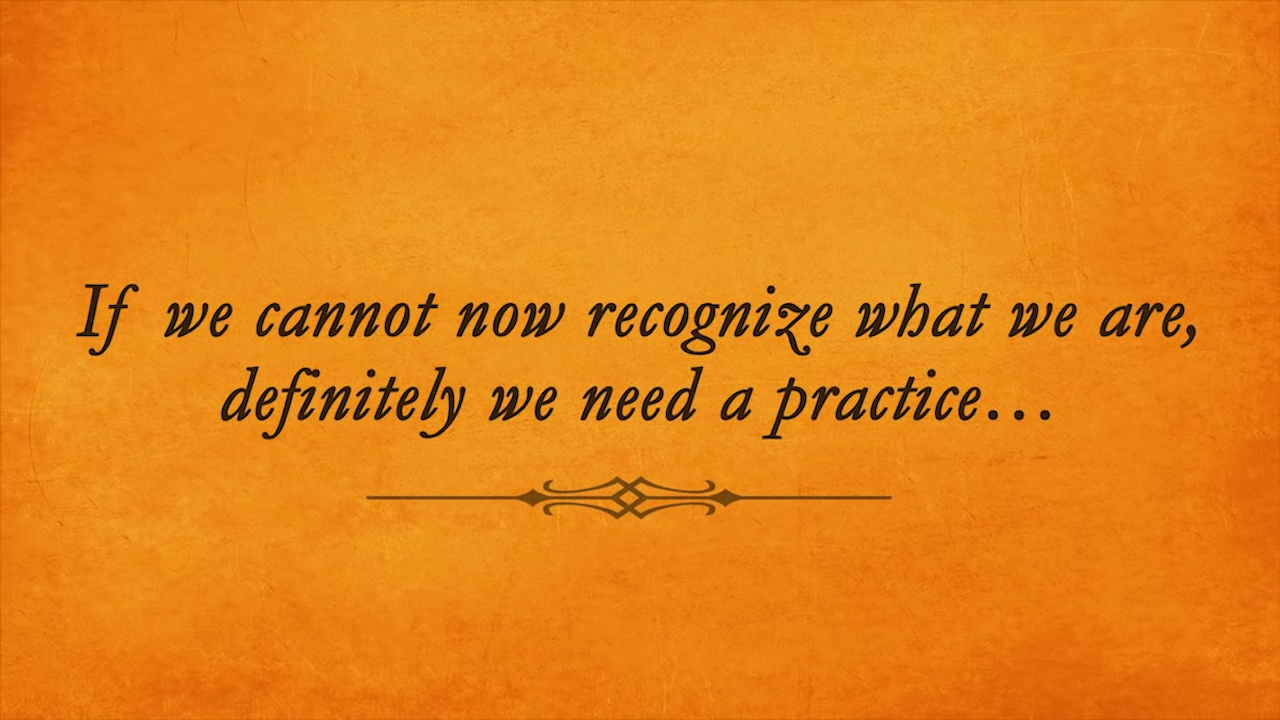 If we cannot now recognize what we are,
definitely we need a practice...